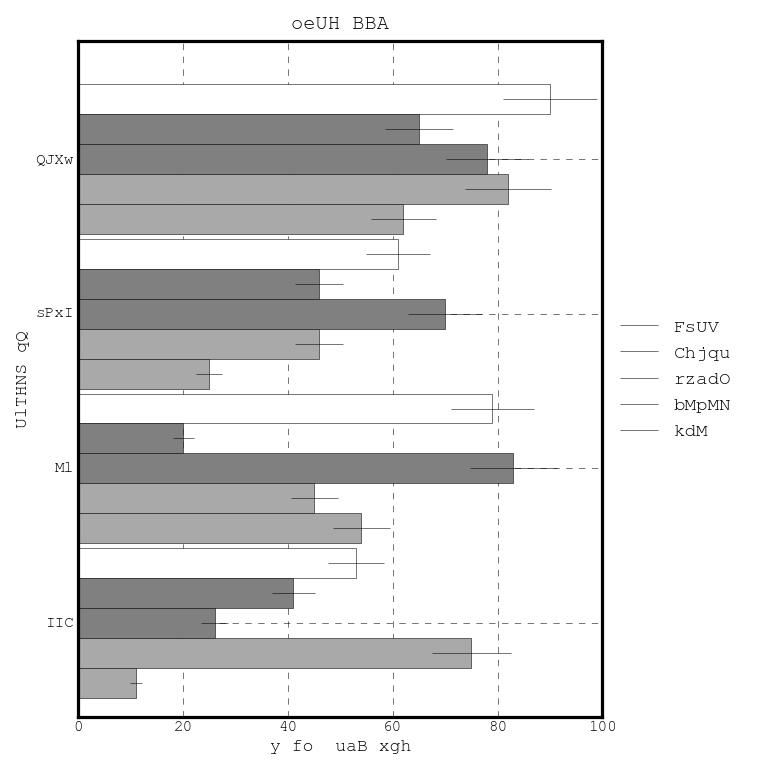 oeUH BBA
QJXw
sPxI
Ml
IIC
UlTHNS qQ
0 20 40 60 80 100
y fo  uaB xgh
FsUV
Chjqu
rzadO
bMpMN
kdM